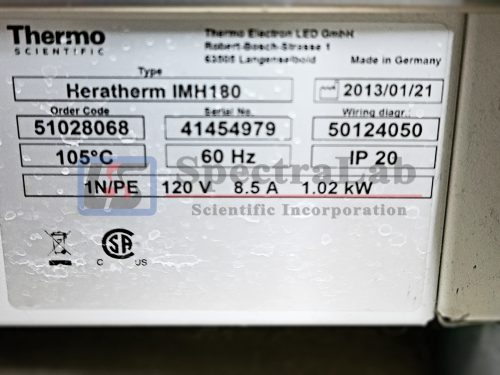 Thermo
SCIENTIFIC
Thermo Electron LED GmbH
Robert-Bosch-Strasse 1
63505 Langenselbold
Made in Germany
Type
Heratherm IMH180
2013/01/21
Order Code
Serial No.
Wiring diagr.
51028068
41454979
50124050
105°C
60 Hz
IP 20
1N/PE 120 V 8.5 A 1.02 kW
SpectraLab
Scientific Incorporation
SA
C US